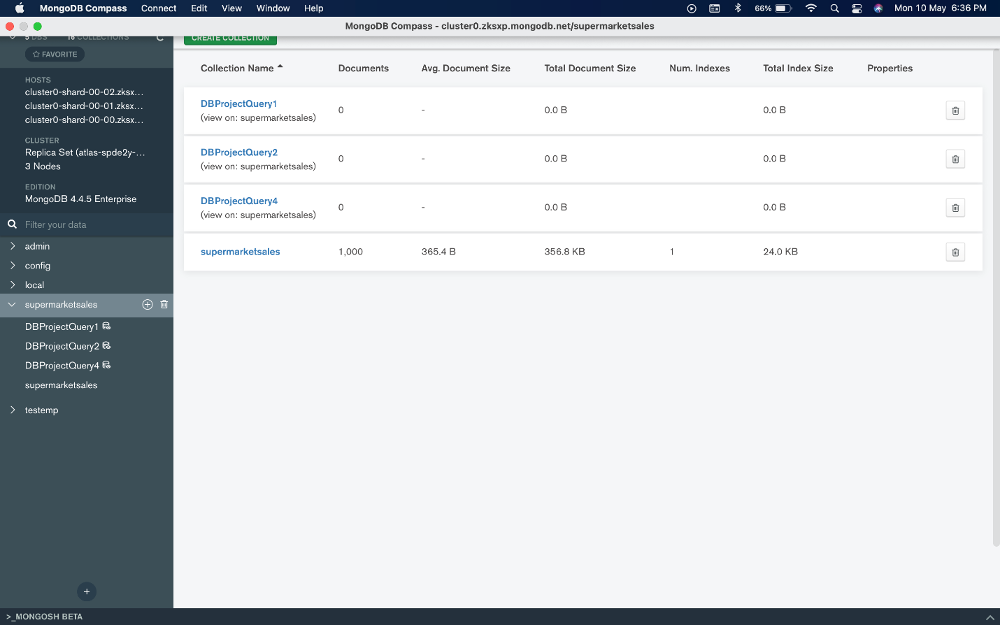 MongoDB Compass Connect Edit View Window Help 66% Mon 10 May 6:36 PM
MongoDB Compass - cluster0.zksxp.mongodb.net/supermarketsales
5 DBS 16 COLLECTIONS
FAVORITE
HOSTS
cluster0-shard-00-02.zksx...
cluster0-shard-00-01.zksx...
cluster0-shard-00-00.zksx...
CLUSTER
Replica Set (atlas-spde2y-...
3 Nodes
EDITION
MongoDB 4.4.5 Enterprise
Filter your data
admin
config
local
supermarketsales
DBProjectQuery1
DBProjectQuery2
DBProjectQuery4
supermarketsales
testemp
+
CREATE COLLECTION
Collection Name Documents Avg. Document Size Total Document Size Num. Indexes Total Index Size Properties
DBProjectQuery1
(view on: supermarketsales) 0 - 0.0 B 0.0 B
DBProjectQuery2
(view on: supermarketsales) 0 - 0.0 B 0.0 B
DBProjectQuery4
(view on: supermarketsales) 0 - 0.0 B 0.0 B
supermarketsales 1,000 365.4 B 356.8 KB 1 24.0 KB
>_MONGOSH BETA